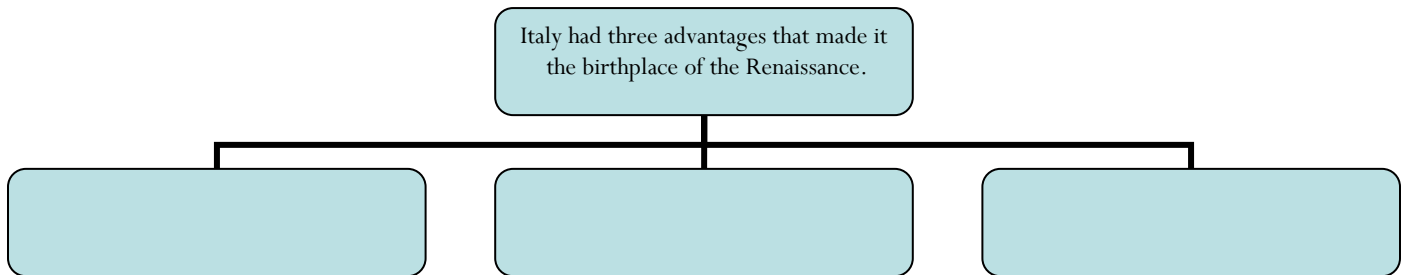 Italy had three advantages that made it
the birthplace of the Renaissance.